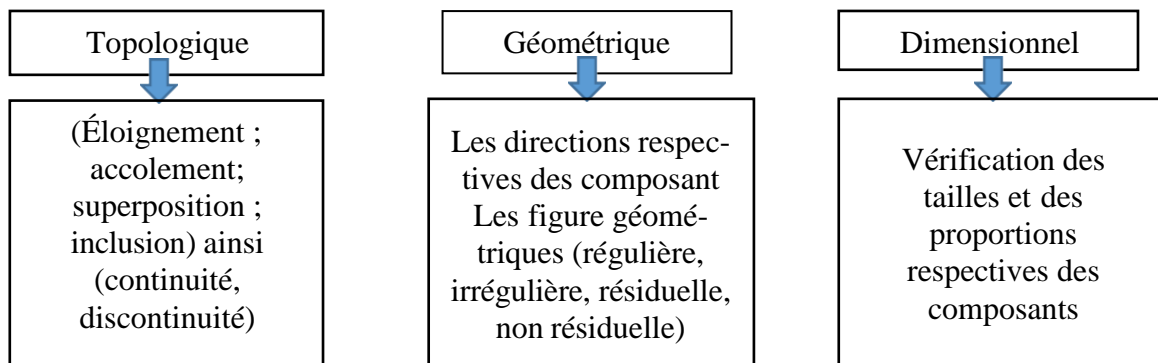 Topologique
(Éloignement ;
accolement;
superposition ;
inclusion) ainsi
(continuité,
discontinuité)
Géométrique
Les directions respec-
tives des composant
Les figure géomé-
triques (régulière,
irrégulière, résiduelle,
non résiduelle)
Dimensionnel
Vérification des
tailles et des
proportions
respectives des
composants